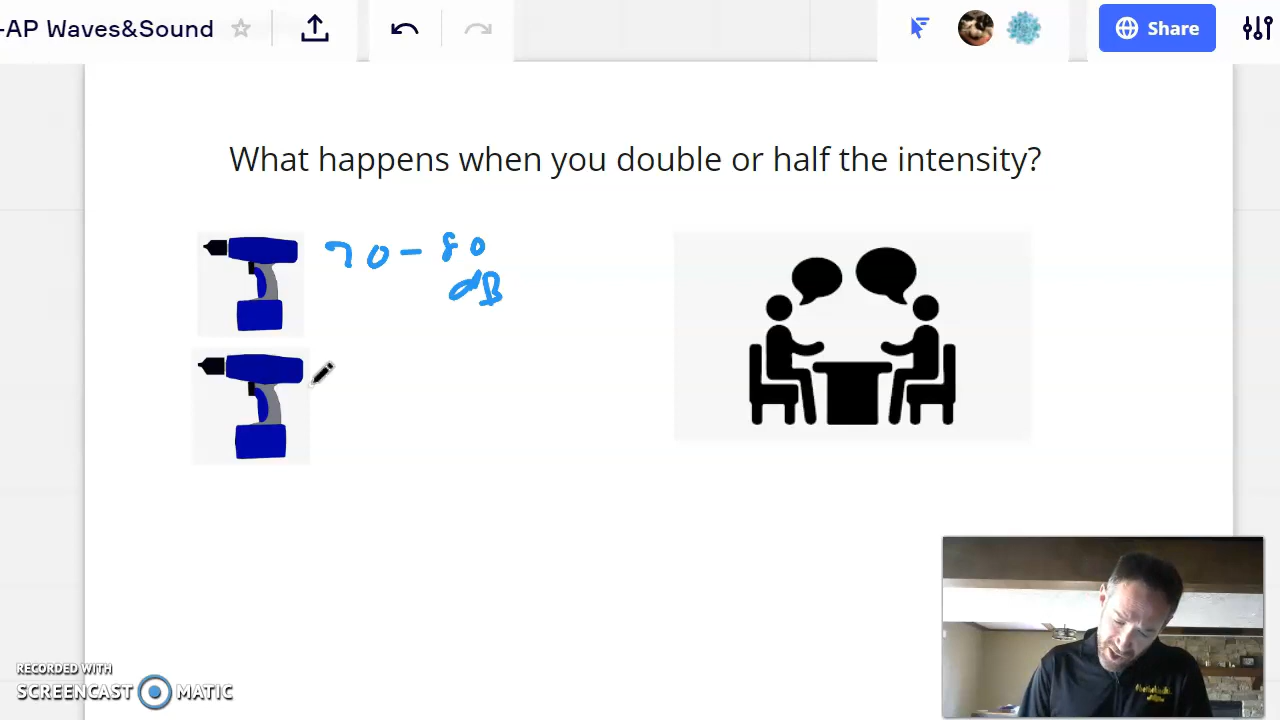 -AP Waves&Sound
Share
What happens when you double or half the intensity?
70-80
dB
RECORDED WITH
SCREENCAST MATIC